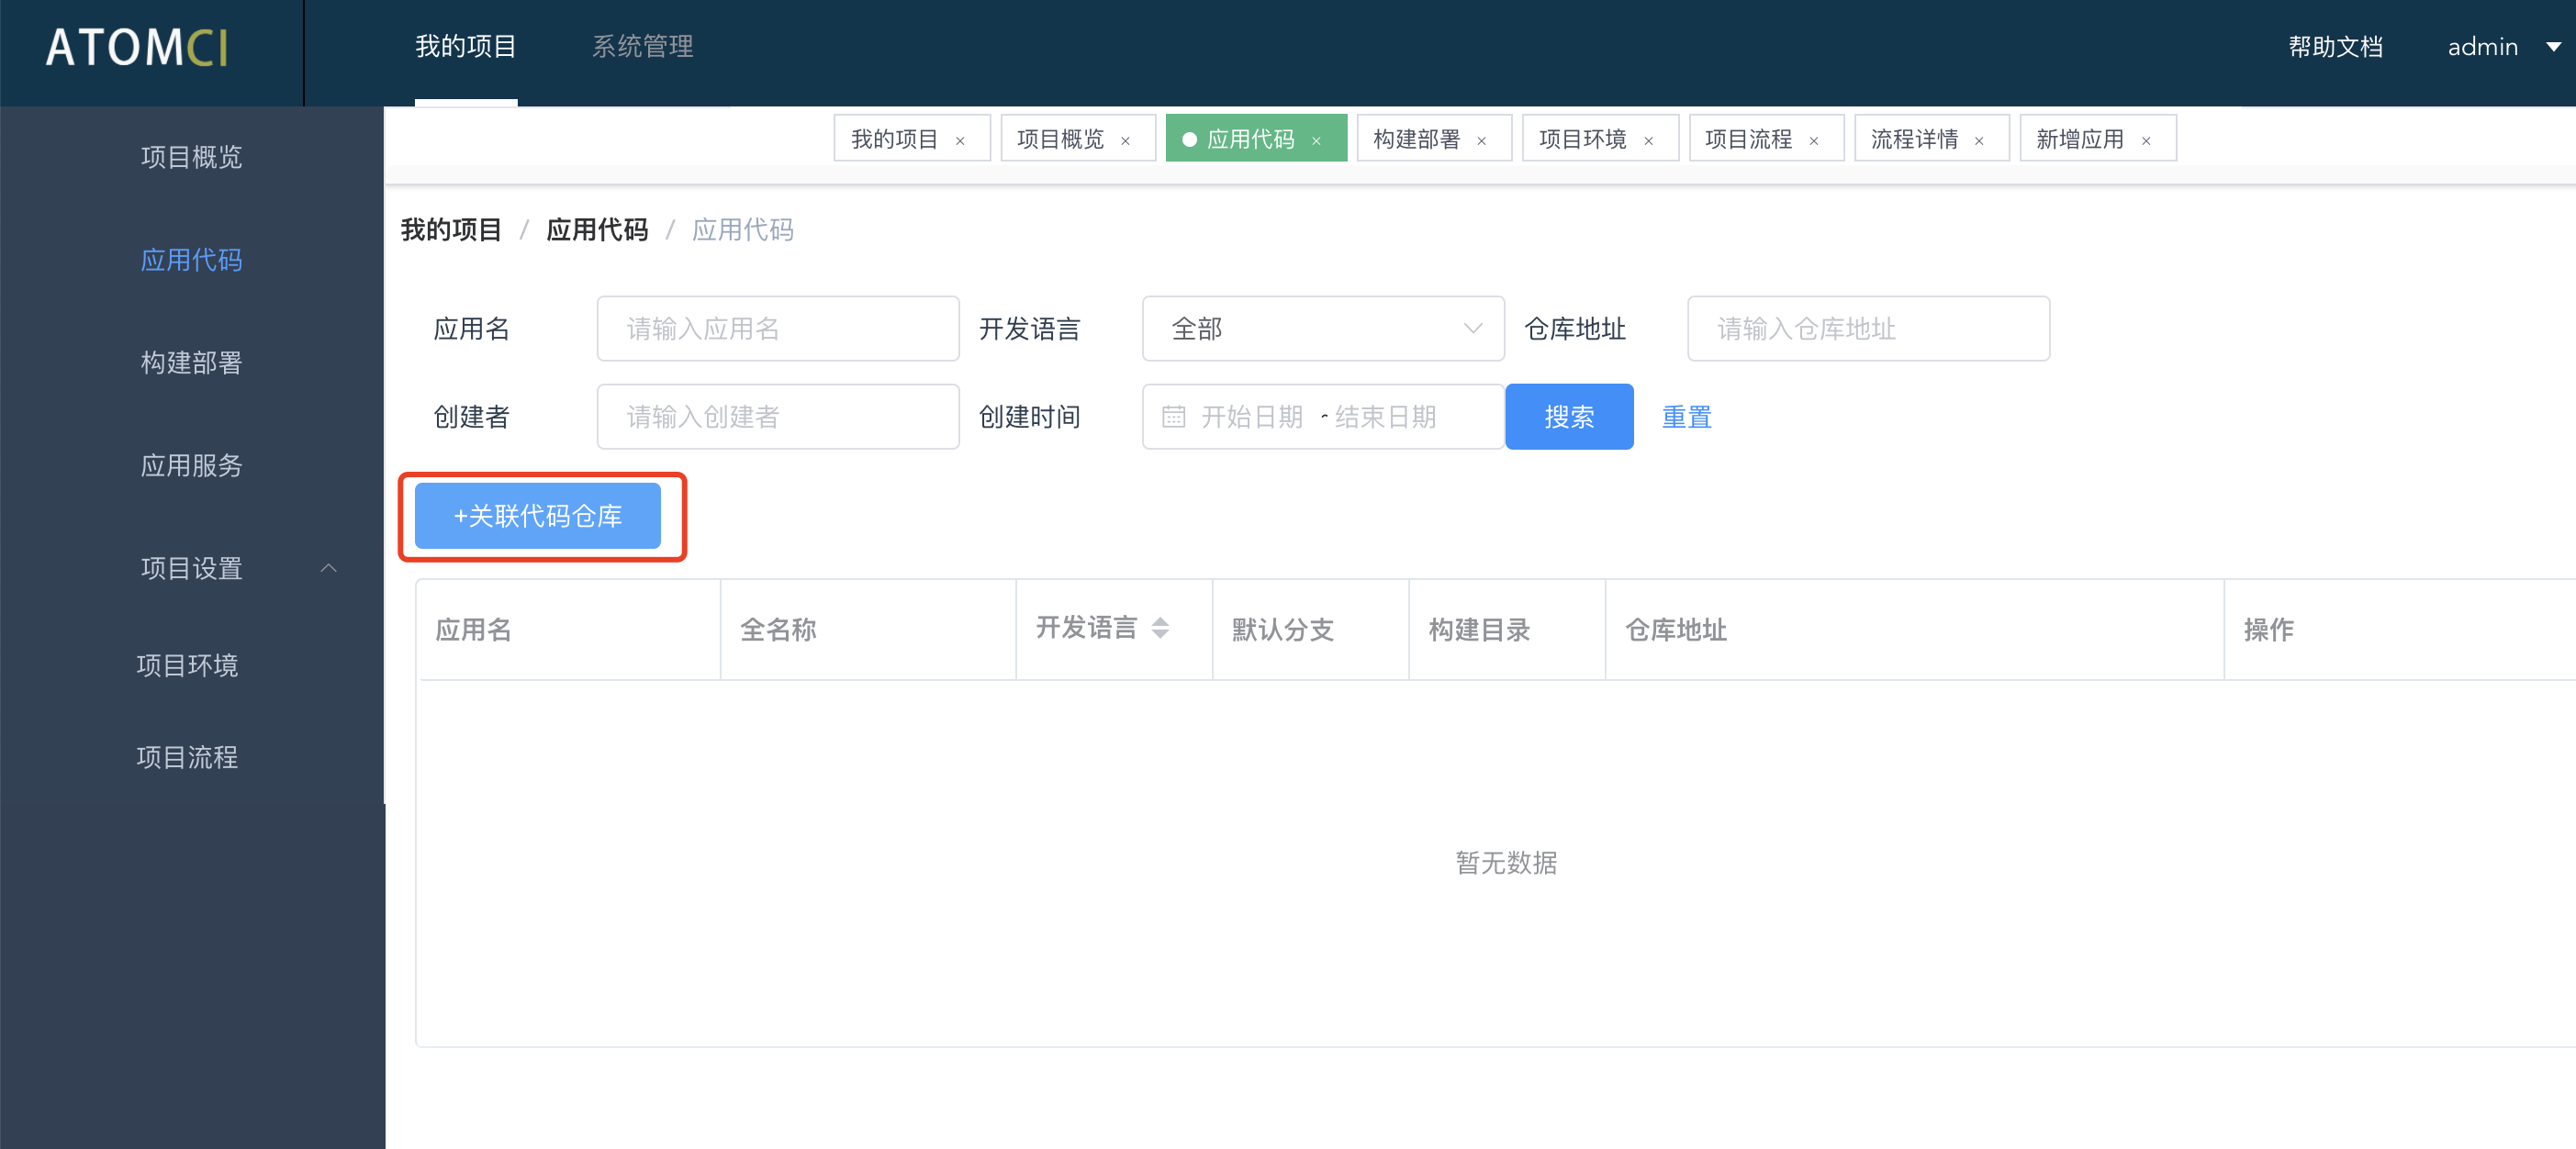 ATOMCI 我的项目 系统管理 帮助文档 admin
我的项目 × 项目概览 × 应用代码 × 构建部署 × 项目环境 × 项目流程 × 流程详情 × 新增应用 ×
项目概览
应用代码
构建部署
应用服务
项目设置
项目环境
项目流程
我的项目 / 应用代码 / 应用代码
应用名 请输入应用名 开发语言 全部 仓库地址 请输入仓库地址
创建者 请输入创建者 创建时间 开始日期 ~ 结束日期 搜索 重置
+关联代码仓库
应用名 全名称 开发语言 默认分支 构建目录 仓库地址 操作
暂无数据